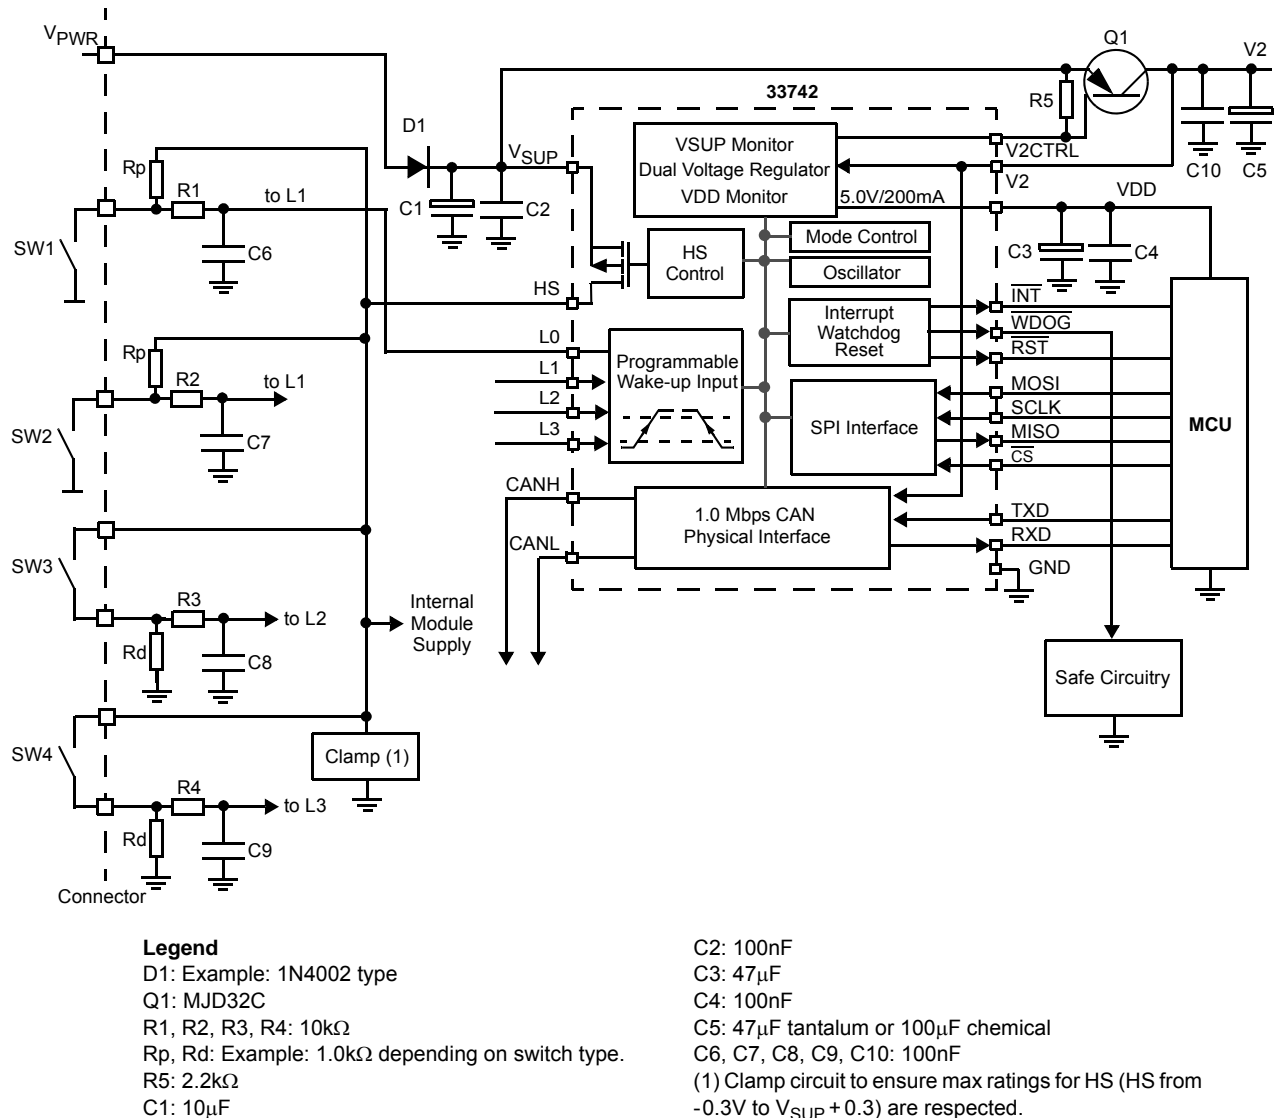 VPWR
Q1
V2
33742
R5
D1
VSUP
VSUP Monitor
Dual Voltage Regulator
VDD Monitor
V2CTRL
V2
C10
C5
Rp
R1
to L1
C1
C2
5.0V/200mA
VDD
SW1
C6
HS
Control
Mode Control
Oscillator
C3
C4
HS
Interrupt
Watchdog
Reset
INT
WDOG
RST
L0
L1
L2
L3
Programmable
Wake-up Input
Rp
R2
to L1
SW2
C7
SPI Interface
MOSI
SCLK
MISO
CS
MCU
CANH
CANL
1.0 Mbps CAN
Physical Interface
TXD
RXD
GND
SW3
R3
to L2
Rd
C8
Internal
Module
Supply
Safe Circuitry
SW4
Clamp (1)
R4
to L3
Rd
C9
Connector
Legend
D1: Example: 1N4002 type
Q1: MJD32C
R1, R2, R3, R4: 10kΩ
Rp, Rd: Example: 1.0kΩ depending on switch type.
R5: 2.2kΩ
C1: 10μF
C2: 100nF
C3: 47μF
C4: 100nF
C5: 47μF tantalum or 100μF chemical
C6, C7, C8, C9, C10: 100nF
(1) Clamp circuit to ensure max ratings for HS (HS from
-0.3V to VSUP + 0.3) are respected.